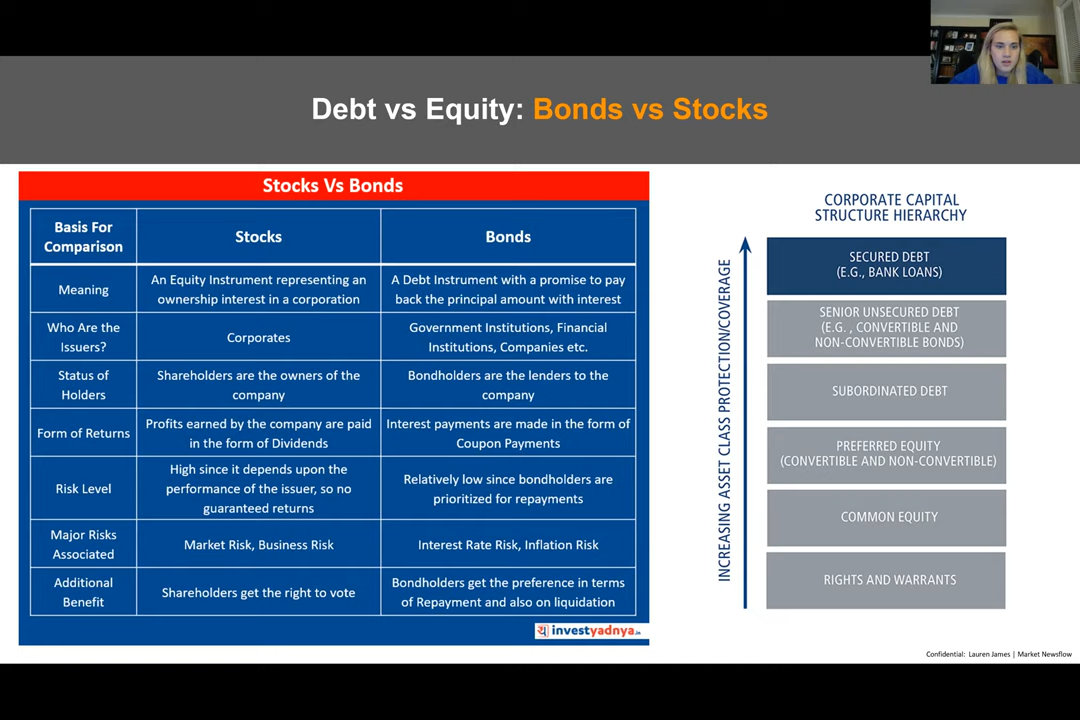 Debt vs Equity: Bonds vs Stocks
Stocks Vs Bonds
Basis For
Comparison
Stocks
Bonds
Meaning
An Equity Instrument representing an
ownership interest in a corporation
A Debt Instrument with a promise to pay
back the principal amount with interest
Who Are the
Issuers?
Corporates
Government Institutions, Financial
Institutions, Companies etc.
Status of
Holders
Shareholders are the owners of the
company
Bondholders are the lenders to the
company
Form of Returns
Profits earned by the company are paid
in the form of Dividends
Interest payments are made in the form of
Coupon Payments
Risk Level
High since it depends upon the
performance of the issuer, so no
guaranteed returns
Relatively low since bondholders are
prioritized for repayments
Major Risks
Associated
Market Risk, Business Risk
Interest Rate Risk, Inflation Risk
Additional
Benefit
Shareholders get the right to vote
Bondholders get the preference in terms
of Repayment and also on liquidation
investyadnya.in
CORPORATE CAPITAL
STRUCTURE HIERARCHY
INCREASING ASSET CLASS PROTECTION/COVERAGE
SECURED DEBT
(E.G., BANK LOANS)
SENIOR UNSECURED DEBT
(E.G. , CONVERTIBLE AND
NON-CONVERTIBLE BONDS)
SUBORDINATED DEBT
PREFERRED EQUITY
(CONVERTIBLE AND NON-CONVERTIBLE)
COMMON EQUITY
RIGHTS AND WARRANTS
Confidential: Lauren James | Market Newsflow